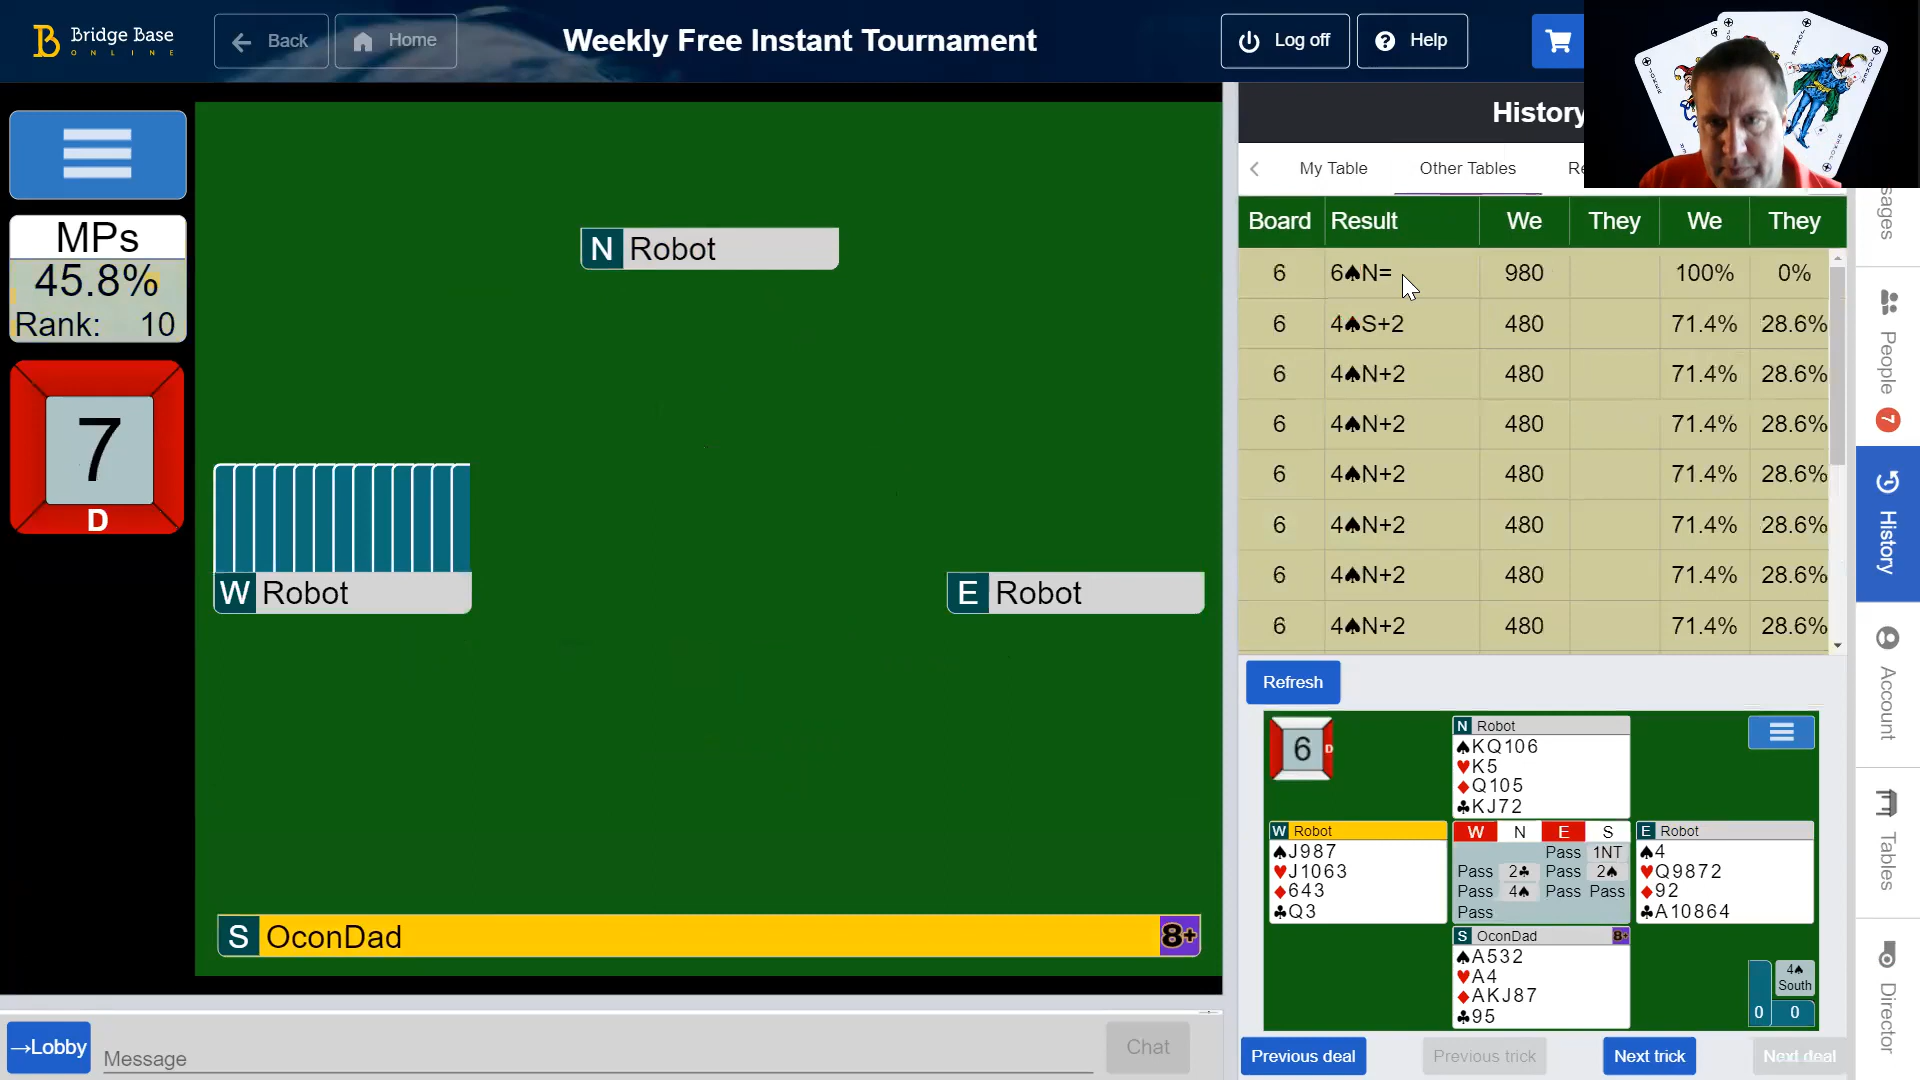 Bridge Base
ONLINE
Back
Home
Weekly Free Instant Tournament
Log off
Help
MPs
45.8%
Rank: 10
7
D
N Robot
W Robot
E Robot
S OconDad 8+
→Lobby
Message
Chat
History
My Table
Other Tables
Re
Board Result We They We They
6 6♠N= 980 100% 0%
6 4♠S+2 480 71.4% 28.6%
6 4♠N+2 480 71.4% 28.6%
6 4♠N+2 480 71.4% 28.6%
6 4♠N+2 480 71.4% 28.6%
6 4♠N+2 480 71.4% 28.6%
6 4♠N+2 480 71.4% 28.6%
6 4♠N+2 480 71.4% 28.6%
Refresh
6 D
N Robot
♠KQ106
♥K5
♦Q105
♣KJ72
W Robot
♠J987
♥J1063
♦643
♣Q3
W N E S
Pass 1NT
Pass 2♣ Pass 2♠
Pass 4♠ Pass Pass
Pass
E Robot
♠4
♥Q9872
♦92
♣A10864
S OconDad 8+
♠A532
♥A4
♦AKJ87
♣95
4♠
South
0 0
Previous deal
Previous trick
Next trick
Next deal
sages
People
7
History
Account
Tables
Director